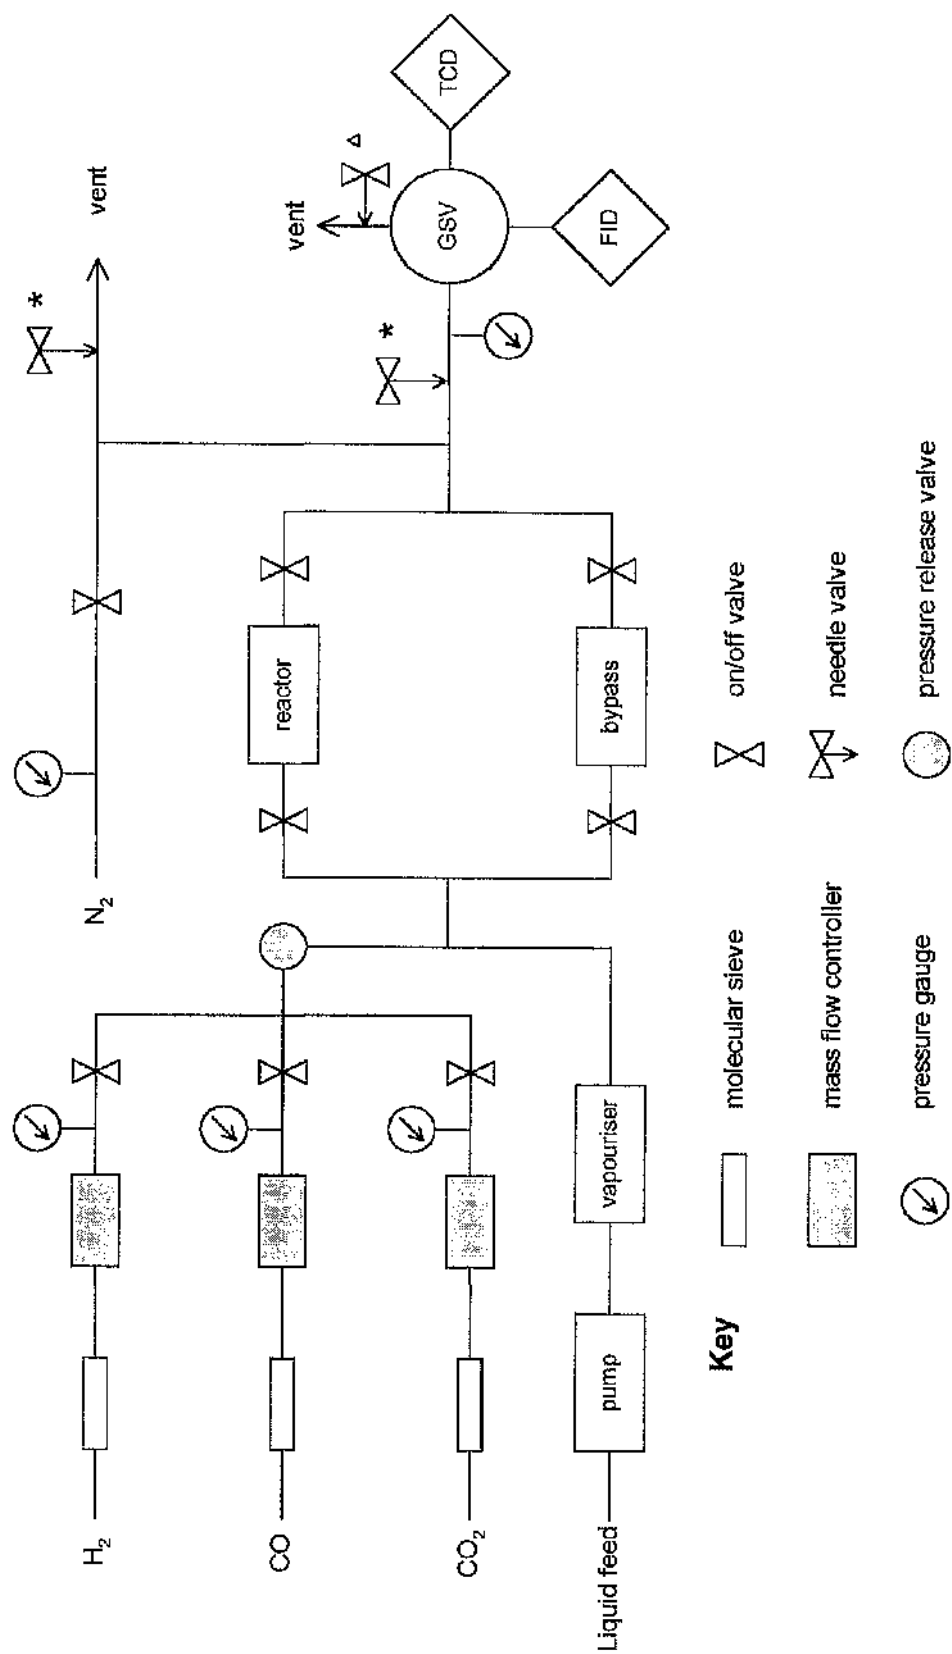 N₂
*
vent
H₂
reactor
*
vent
Δ
CO
GSV
TCD
CO₂
FID
Liquid feed
pump
vapouriser
bypass
Key
molecular sieve
on/off valve
mass flow controller
needle valve
pressure gauge
pressure release valve